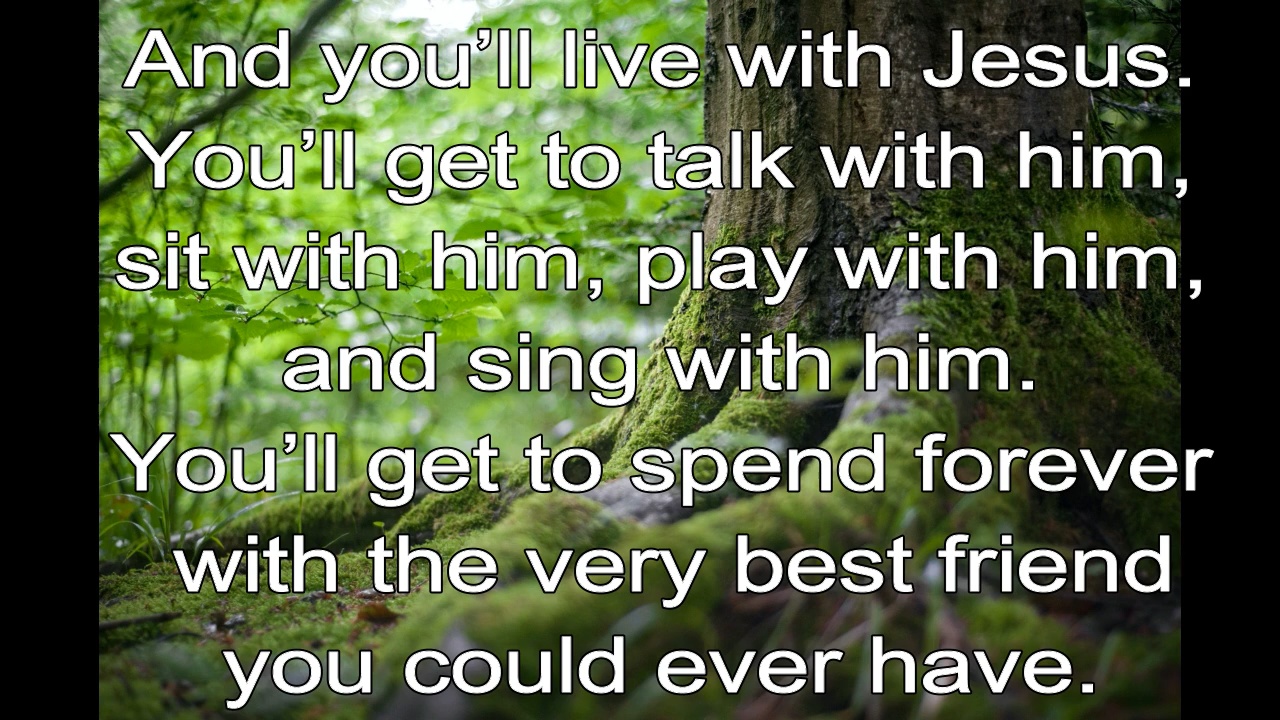 And you’ll live with Jesus.
You’ll get to talk with him,
sit with him, play with him,
and sing with him.
You’ll get to spend forever
with the very best friend
you could ever have.